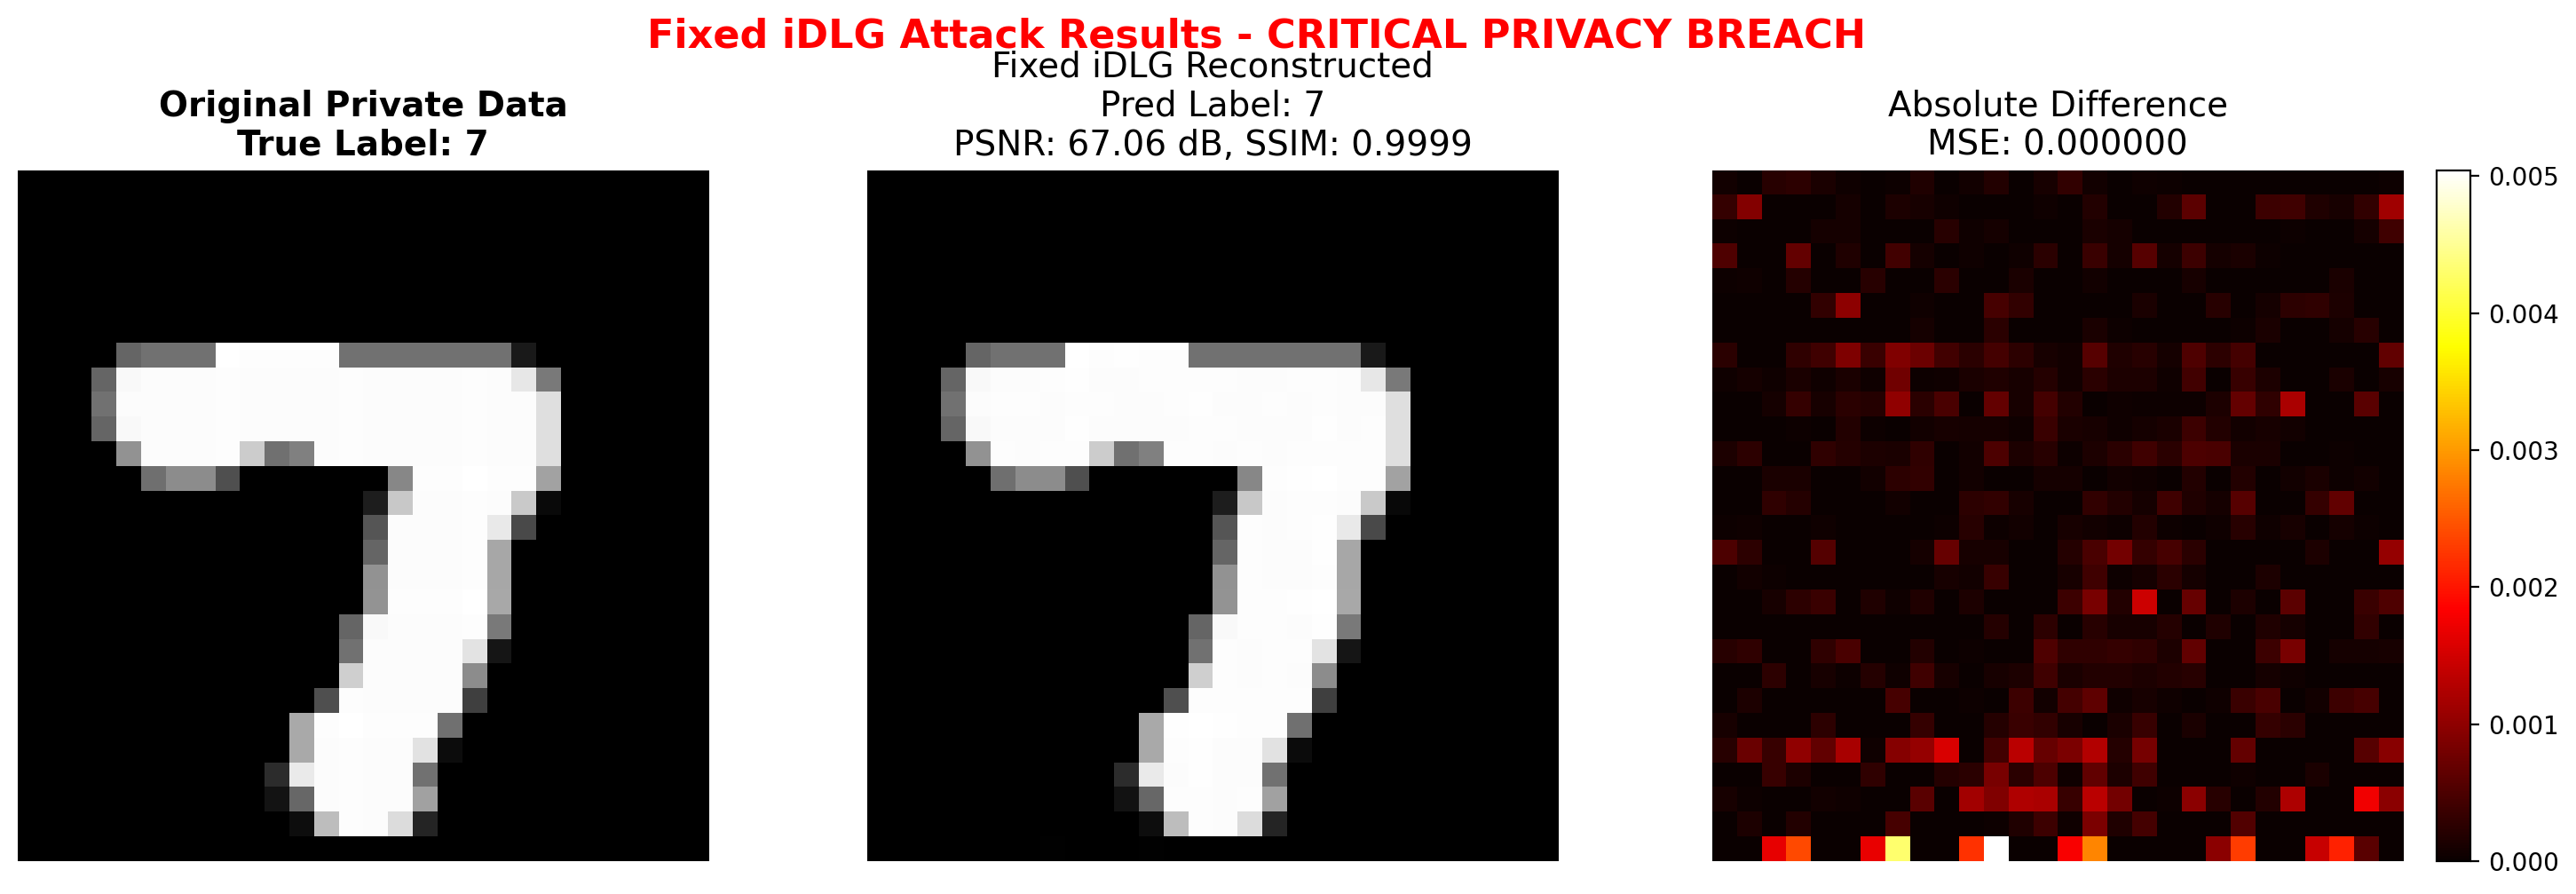 Fixed iDLG Attack Results - CRITICAL PRIVACY BREACH
Original Private Data
True Label: 7
Fixed iDLG Reconstructed
Pred Label: 7
PSNR: 67.06 dB, SSIM: 0.9999
Absolute Difference
MSE: 0.000000
0.005
0.004
0.003
0.002
0.001
0.000
7
7